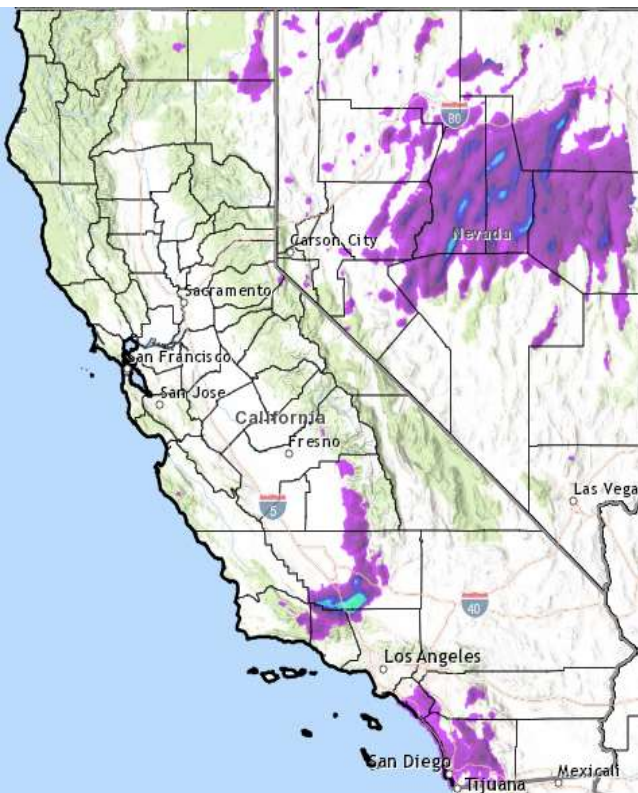 80
Carson City
Nevada
Sacramento
San Francisco
San Jose
California
Fresno
5
Las Vega
40
Los Angeles
San Diego
Mexicali
Tijuana